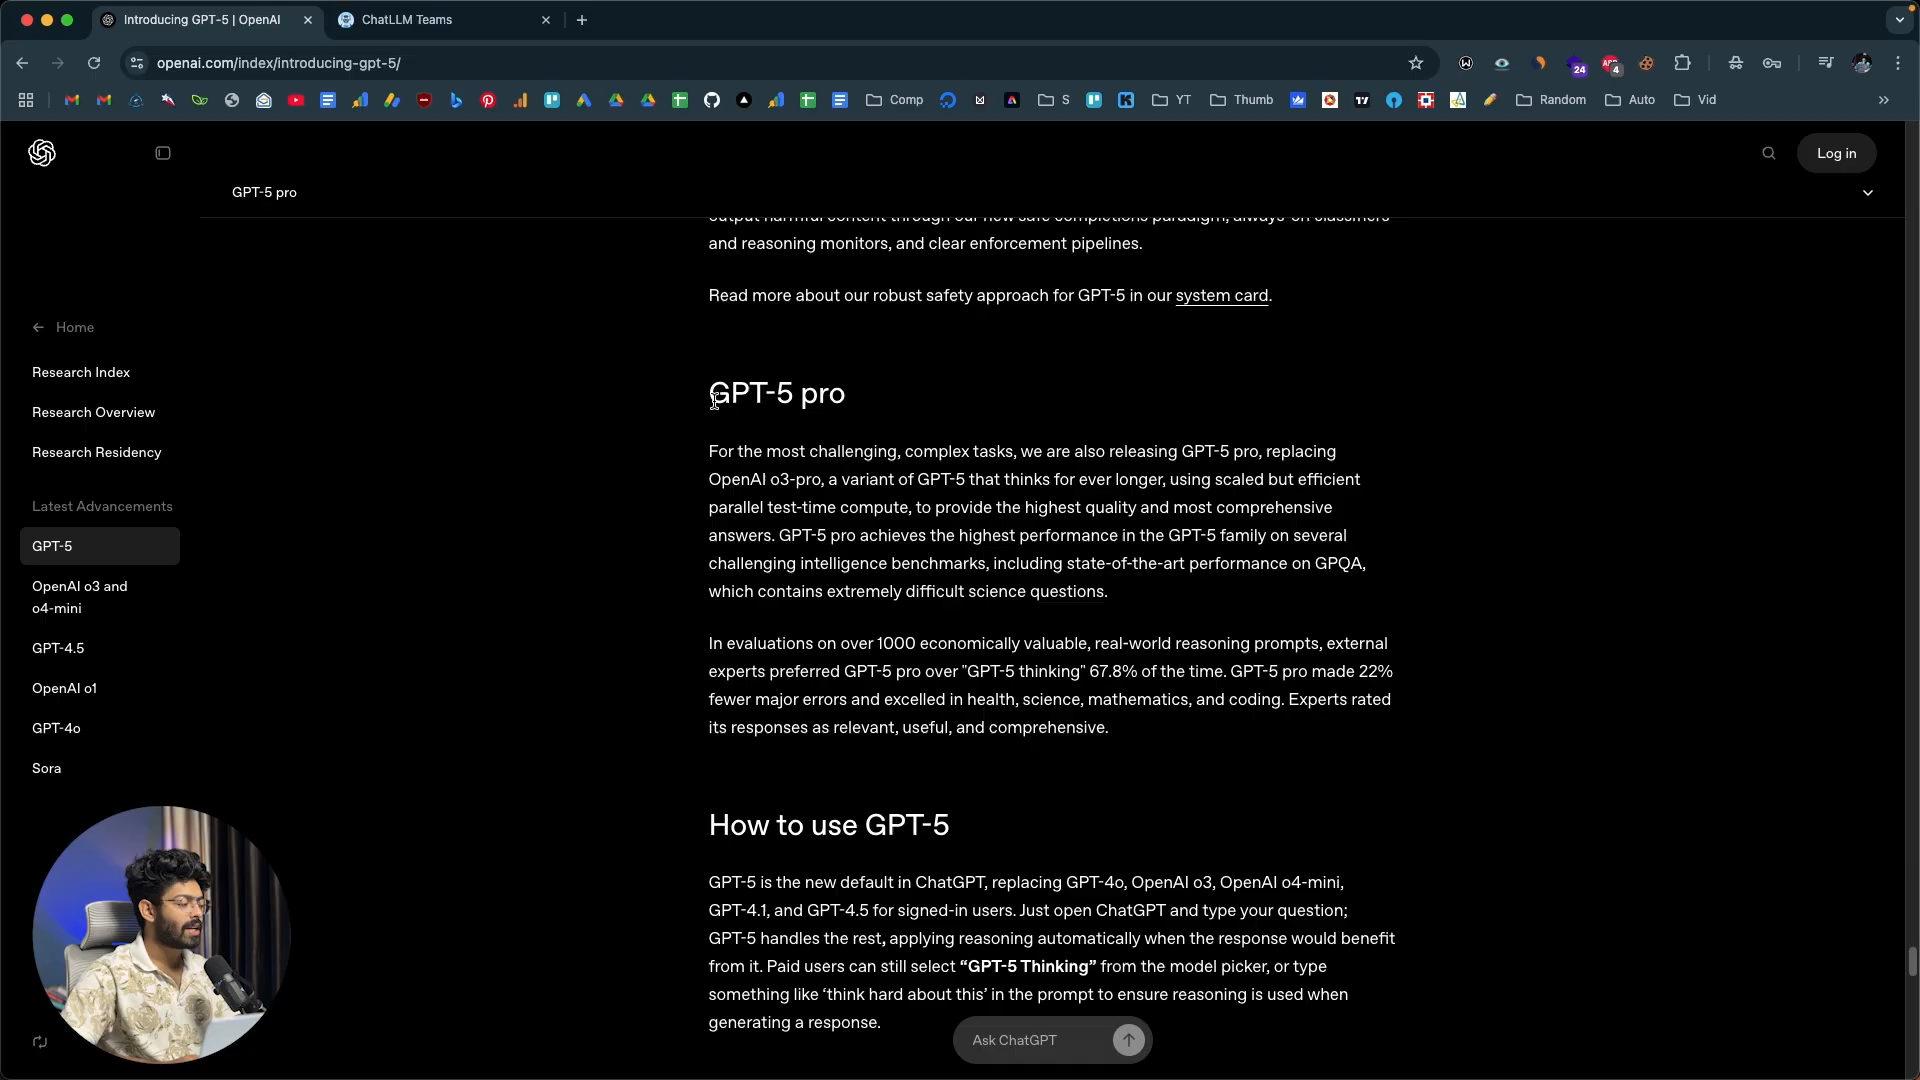 Introducing GPT-5 | OpenAI
ChatLLM Teams
openai.com/index/introducing-gpt-5/
24
4
Comp
S
YT
Thumb
Random
Auto
Vid
Log in
GPT-5 pro
output harmful content through our new safe completions paradigm, always-on classifiers
and reasoning monitors, and clear enforcement pipelines.
Read more about our robust safety approach for GPT-5 in our system card.
Home
Research Index
Research Overview
Research Residency
Latest Advancements
GPT-5
OpenAI o3 and
o4-mini
GPT-4.5
OpenAI o1
GPT-4o
Sora
GPT-5 pro
For the most challenging, complex tasks, we are also releasing GPT-5 pro, replacing
OpenAI o3-pro, a variant of GPT-5 that thinks for ever longer, using scaled but efficient
parallel test-time compute, to provide the highest quality and most comprehensive
answers. GPT-5 pro achieves the highest performance in the GPT-5 family on several
challenging intelligence benchmarks, including state-of-the-art performance on GPQA,
which contains extremely difficult science questions.
In evaluations on over 1000 economically valuable, real-world reasoning prompts, external
experts preferred GPT-5 pro over "GPT-5 thinking" 67.8% of the time. GPT-5 pro made 22%
fewer major errors and excelled in health, science, mathematics, and coding. Experts rated
its responses as relevant, useful, and comprehensive.
How to use GPT-5
GPT-5 is the new default in ChatGPT, replacing GPT-4o, OpenAI o3, OpenAI o4-mini,
GPT-4.1, and GPT-4.5 for signed-in users. Just open ChatGPT and type your question;
GPT-5 handles the rest, applying reasoning automatically when the response would benefit
from it. Paid users can still select “GPT-5 Thinking” from the model picker, or type
something like ‘think hard about this’ in the prompt to ensure reasoning is used when
generating a response.
Ask ChatGPT